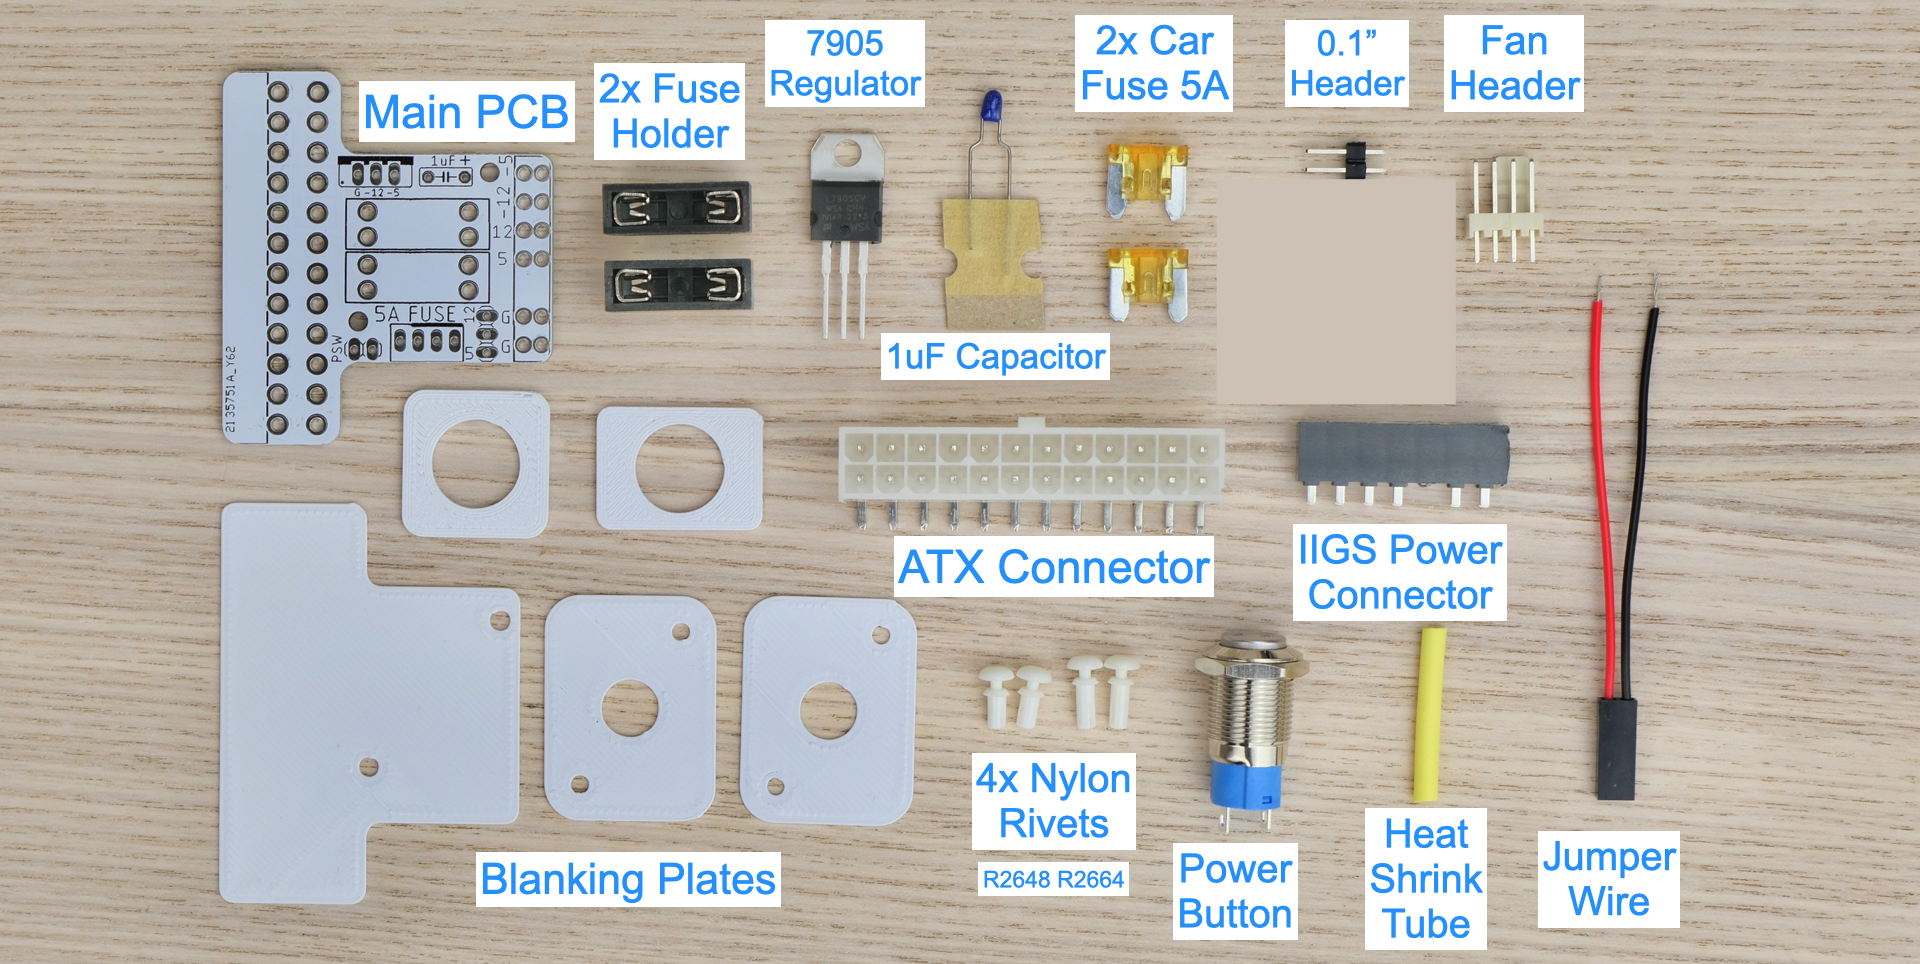 7905
Regulator
2x Car
Fuse 5A
0.1”
Header
Fan
Header
Main PCB
2x Fuse
Holder
1uF +
G -12 -5
-5
-12
12
5
G
G
5A FUSE
12
5
PSW
2135751A_Y62
L7905CV
1uF Capacitor
ATX Connector
IIGS Power
Connector
4x Nylon
Rivets
R2648 R2664
Blanking Plates
Power
Button
Heat
Shrink
Tube
Jumper
Wire